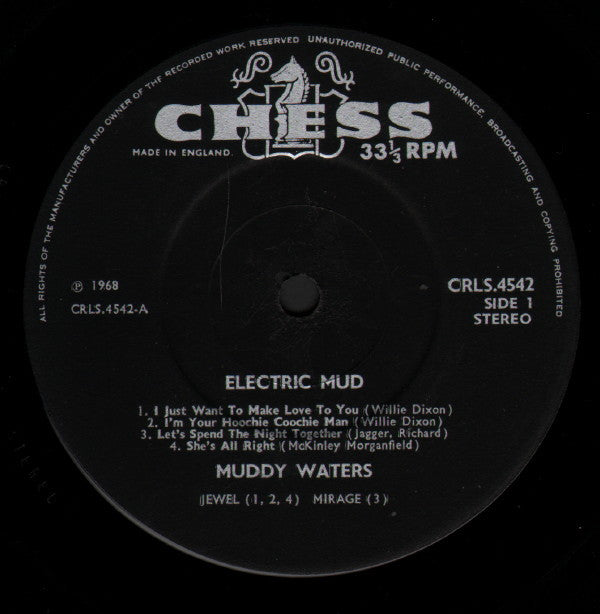 ALL RIGHTS OF THE MANUFACTURERS AND OWNER OF THE RECORDED WORK RESERVED UNAUTHORIZED PUBLIC PERFORMANCE, BROADCASTING AND COPYING PROHIBITED
CHESS
MADE IN ENGLAND.
33⅓ RPM
℗ 1968
CRLS.4542-A
CRLS.4542
SIDE 1
STEREO
ELECTRIC MUD
1. I Just Want To Make Love To You (Willie Dixon)
2. I'm Your Hoochie Coochie Man (Willie Dixon)
3. Let's Spend The Night Together (Jagger, Richard)
4. She's All Right (McKinley Morganfield)
MUDDY WATERS
JEWEL (1, 2, 4) MIRAGE (3)